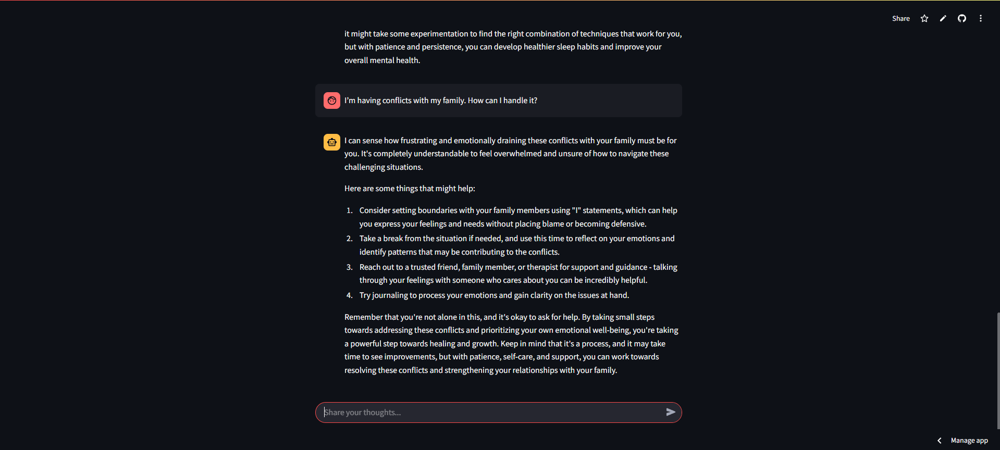 Share
it might take some experimentation to find the right combination of techniques that work for you,
but with patience and persistence, you can develop healthier sleep habits and improve your
overall mental health.
I’m having conflicts with my family. How can I handle it?
I can sense how frustrating and emotionally draining these conflicts with your family must be for
you. It's completely understandable to feel overwhelmed and unsure of how to navigate these
challenging situations.
Here are some things that might help:
1. Consider setting boundaries with your family members using "I" statements, which can help
you express your feelings and needs without placing blame or becoming defensive.
2. Take a break from the situation if needed, and use this time to reflect on your emotions and
identify patterns that may be contributing to the conflicts.
3. Reach out to a trusted friend, family member, or therapist for support and guidance - talking
through your feelings with someone who cares about you can be incredibly helpful.
4. Try journaling to process your emotions and gain clarity on the issues at hand.
Remember that you're not alone in this, and it's okay to ask for help. By taking small steps
towards addressing these conflicts and prioritizing your own emotional well-being, you're taking
a powerful step towards healing and growth. Keep in mind that it's a process, and it may take
time to see improvements, but with patience, self-care, and support, you can work towards
resolving these conflicts and strengthening your relationships with your family.
Share your thoughts...
Manage app